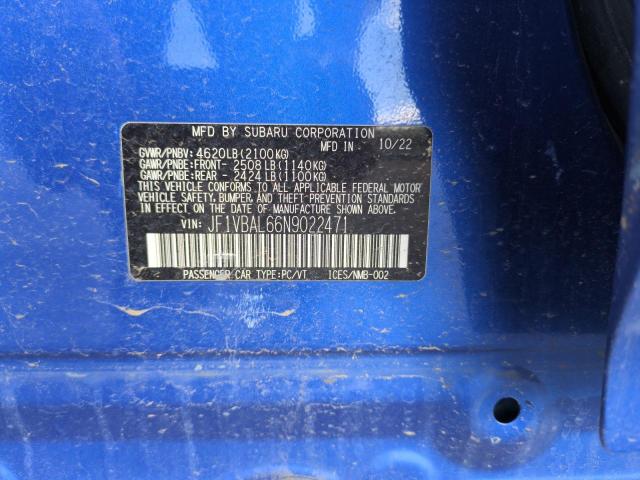 MFD BY SUBARU CORPORATION
MFD IN 10/22
GVWR/PNBV: 4620LB(2100KG)
GAWR/PNBE:FRONT- 2508LB(1140KG)
GAWR/PNBE:REAR - 2424LB(1100KG)
THIS VEHICLE CONFORMS TO ALL APPLICABLE FEDERAL MOTOR
VEHICLE SAFETY, BUMPER, AND THEFT PREVENTION STANDARDS
IN EFFECT ON THE DATE OF MANUFACTURE SHOWN ABOVE.
VIN: JF1VBAL66N9022471
PASSENGER CAR TYPE:PC/VT ICES/NMB-002